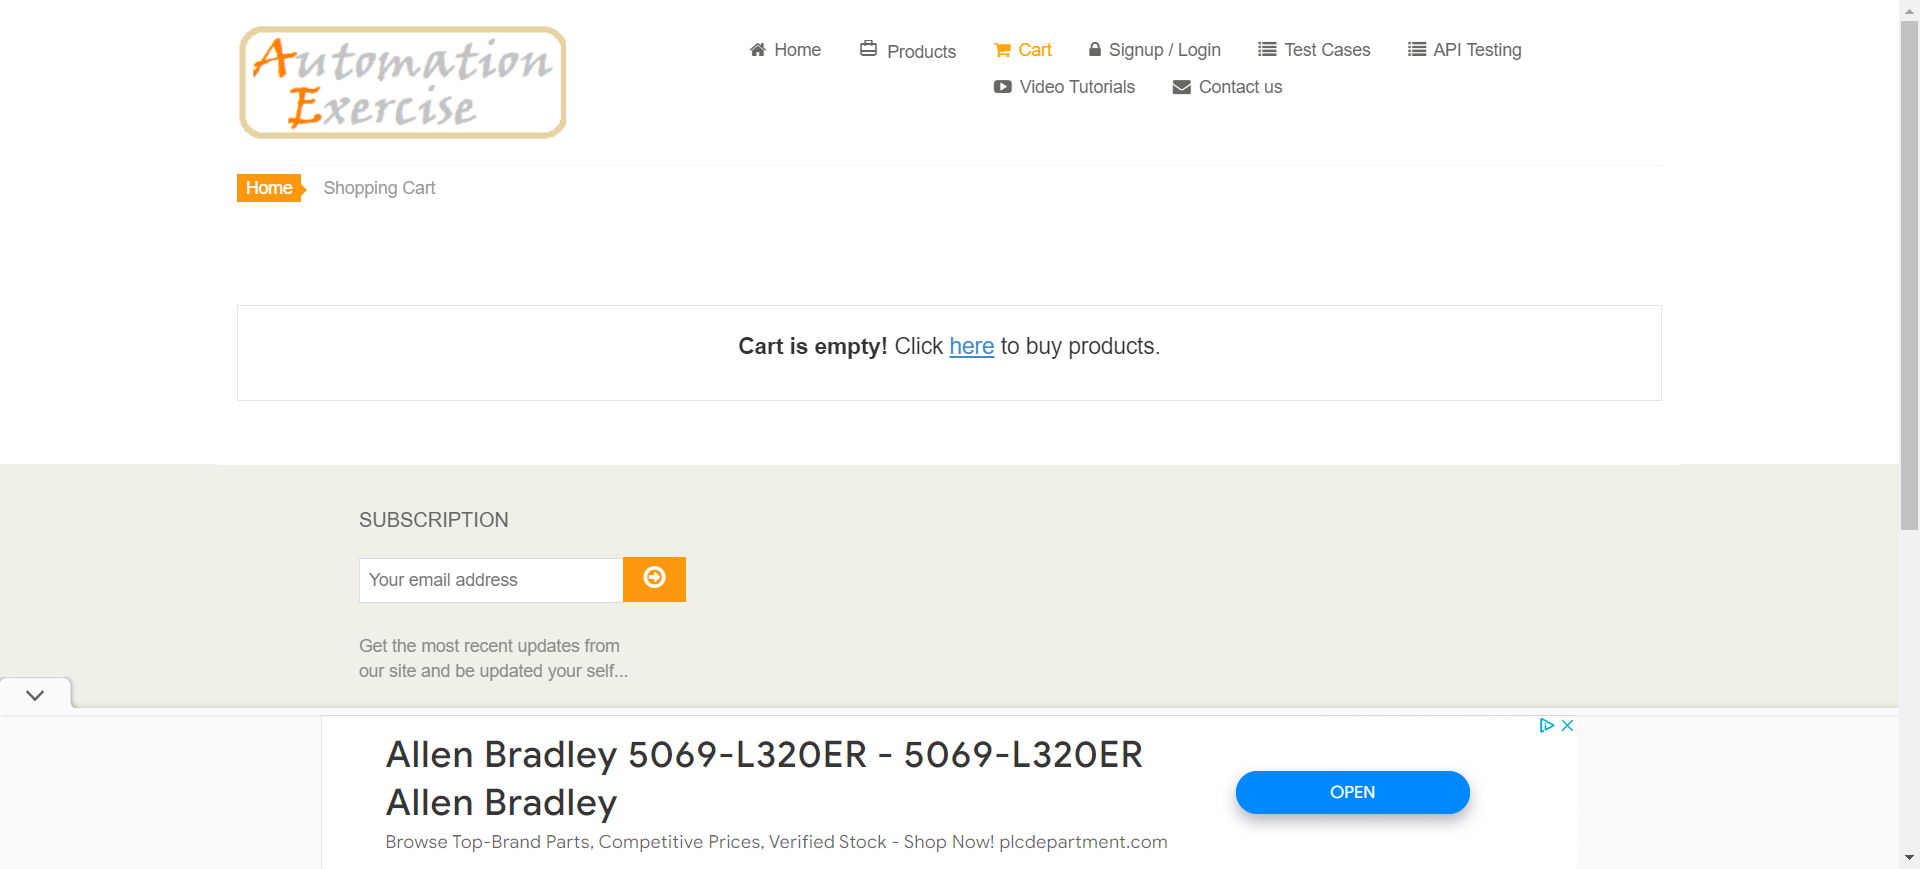 Automation
Exercise
Home Products Cart Signup / Login Test Cases API Testing
Video Tutorials Contact us
Home Shopping Cart
Cart is empty! Click here to buy products.
SUBSCRIPTION
Your email address
Get the most recent updates from
our site and be updated your self...
Allen Bradley 5069-L320ER - 5069-L320ER
Allen Bradley
OPEN
Browse Top-Brand Parts, Competitive Prices, Verified Stock - Shop Now! plcdepartment.com